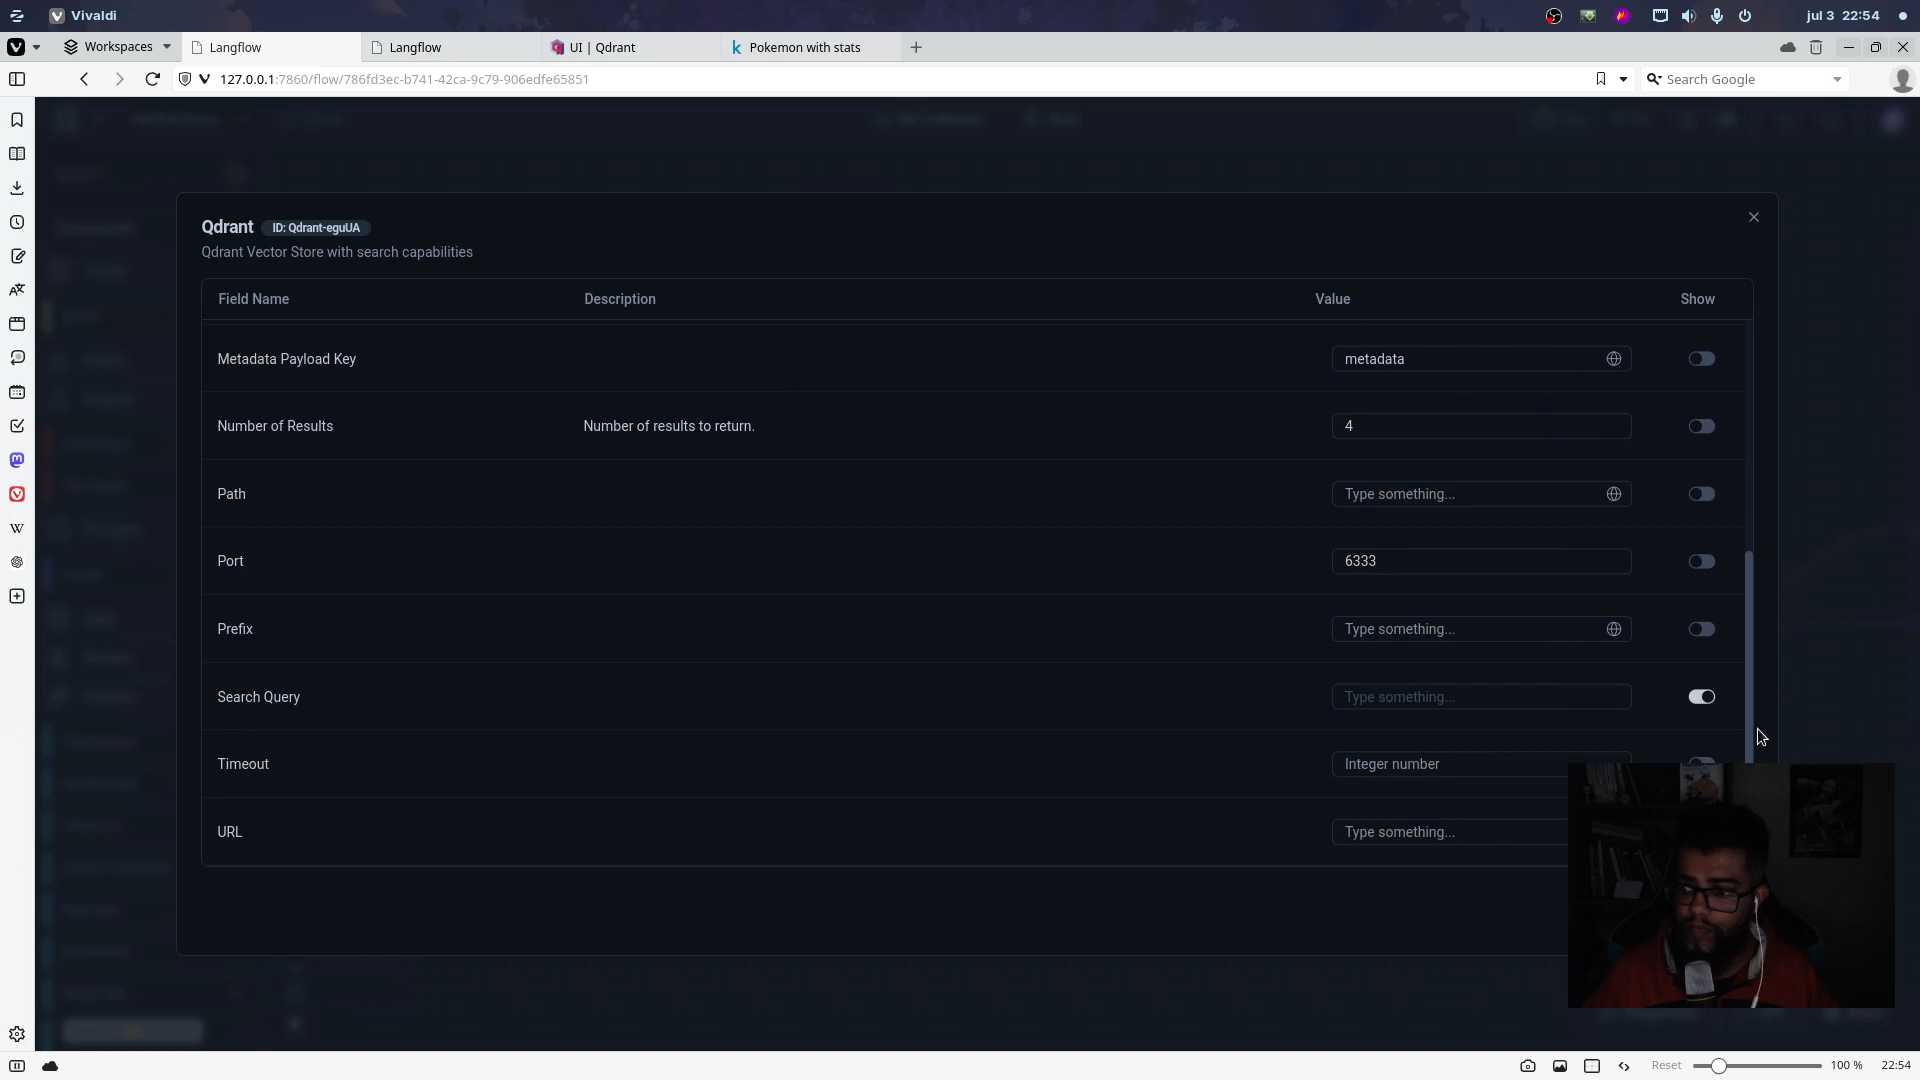 Vivaldi
jul 3 22:54
Workspaces
Langflow
Langflow
UI | Qdrant
Pokemon with stats
127.0.0.1:7860/flow/786fd3ec-b741-42ca-9c79-906edfe65851
Search Google
Qdrant
ID: Qdrant-eguUA
Qdrant Vector Store with search capabilities
Field Name Description Value Show
Metadata Payload Key metadata
Number of Results Number of results to return. 4
Path Type something...
Port 6333
Prefix Type something...
Search Query Type something...
Timeout Integer number
URL Type something...
Reset 100 % 22:54